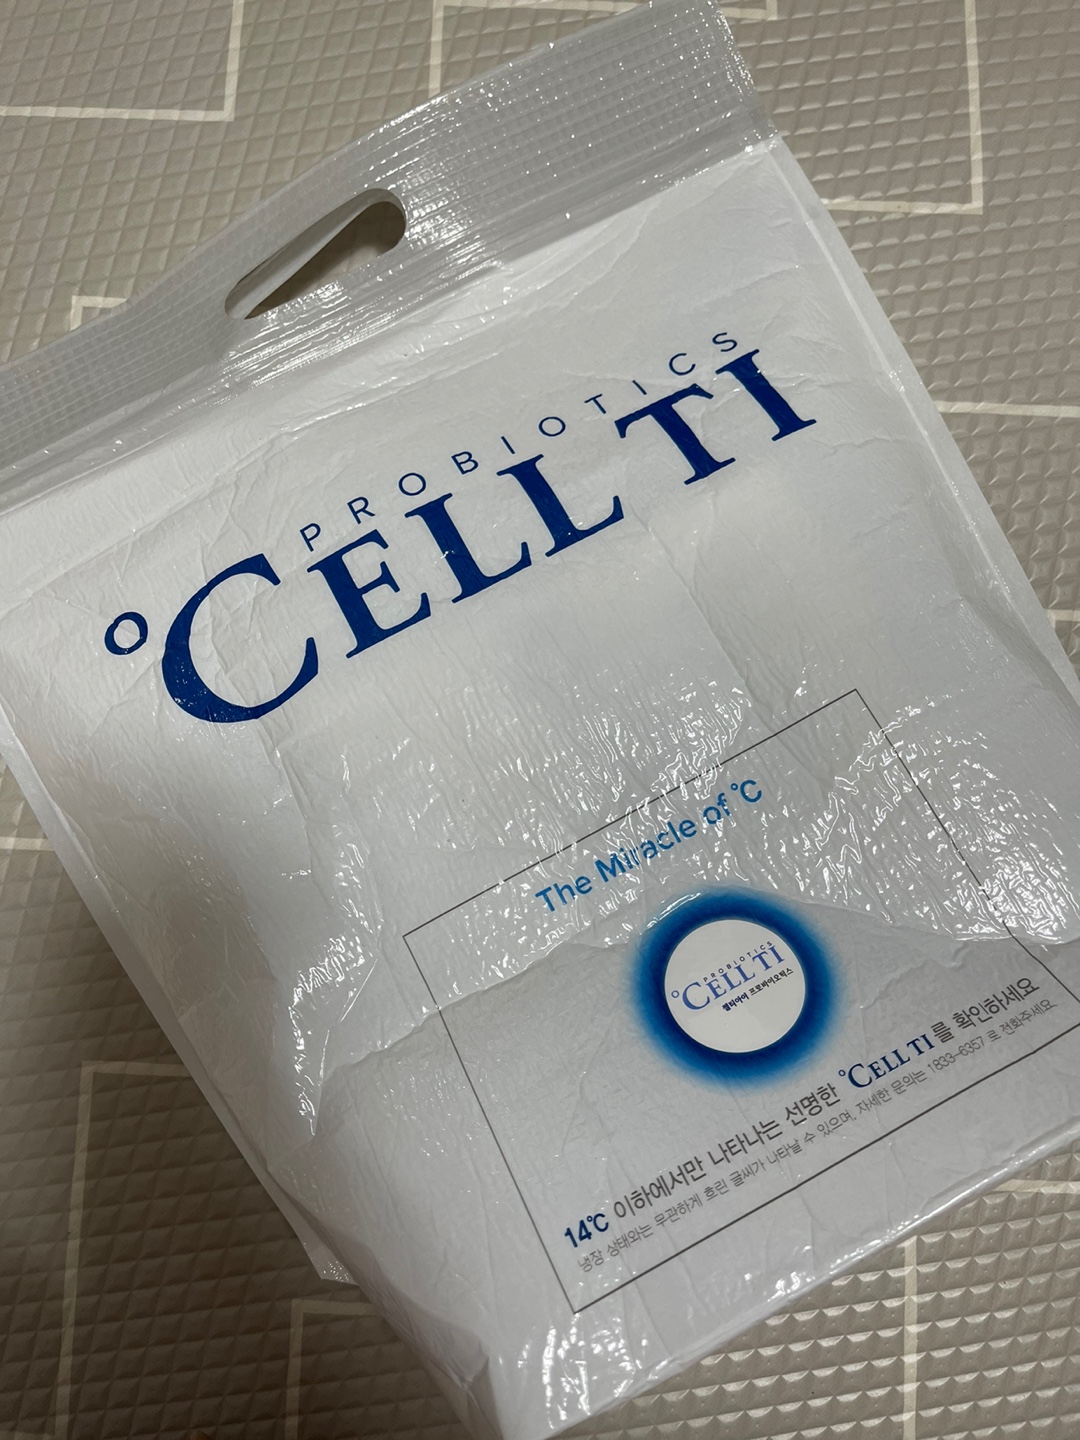 PROBIOTICS
°CELL TI
The Miracle of °C
PROBIOTICS
°CELL TI
셀티아이 프로바이오틱스
14℃ 이하에서만 나타나는 선명한 °CELL TI를 확인하세요
냉장 상태와는 무관하게 흐린 글씨가 나타날 수 있으며, 자세한 문의는 1833-6357 로 전화주세요.